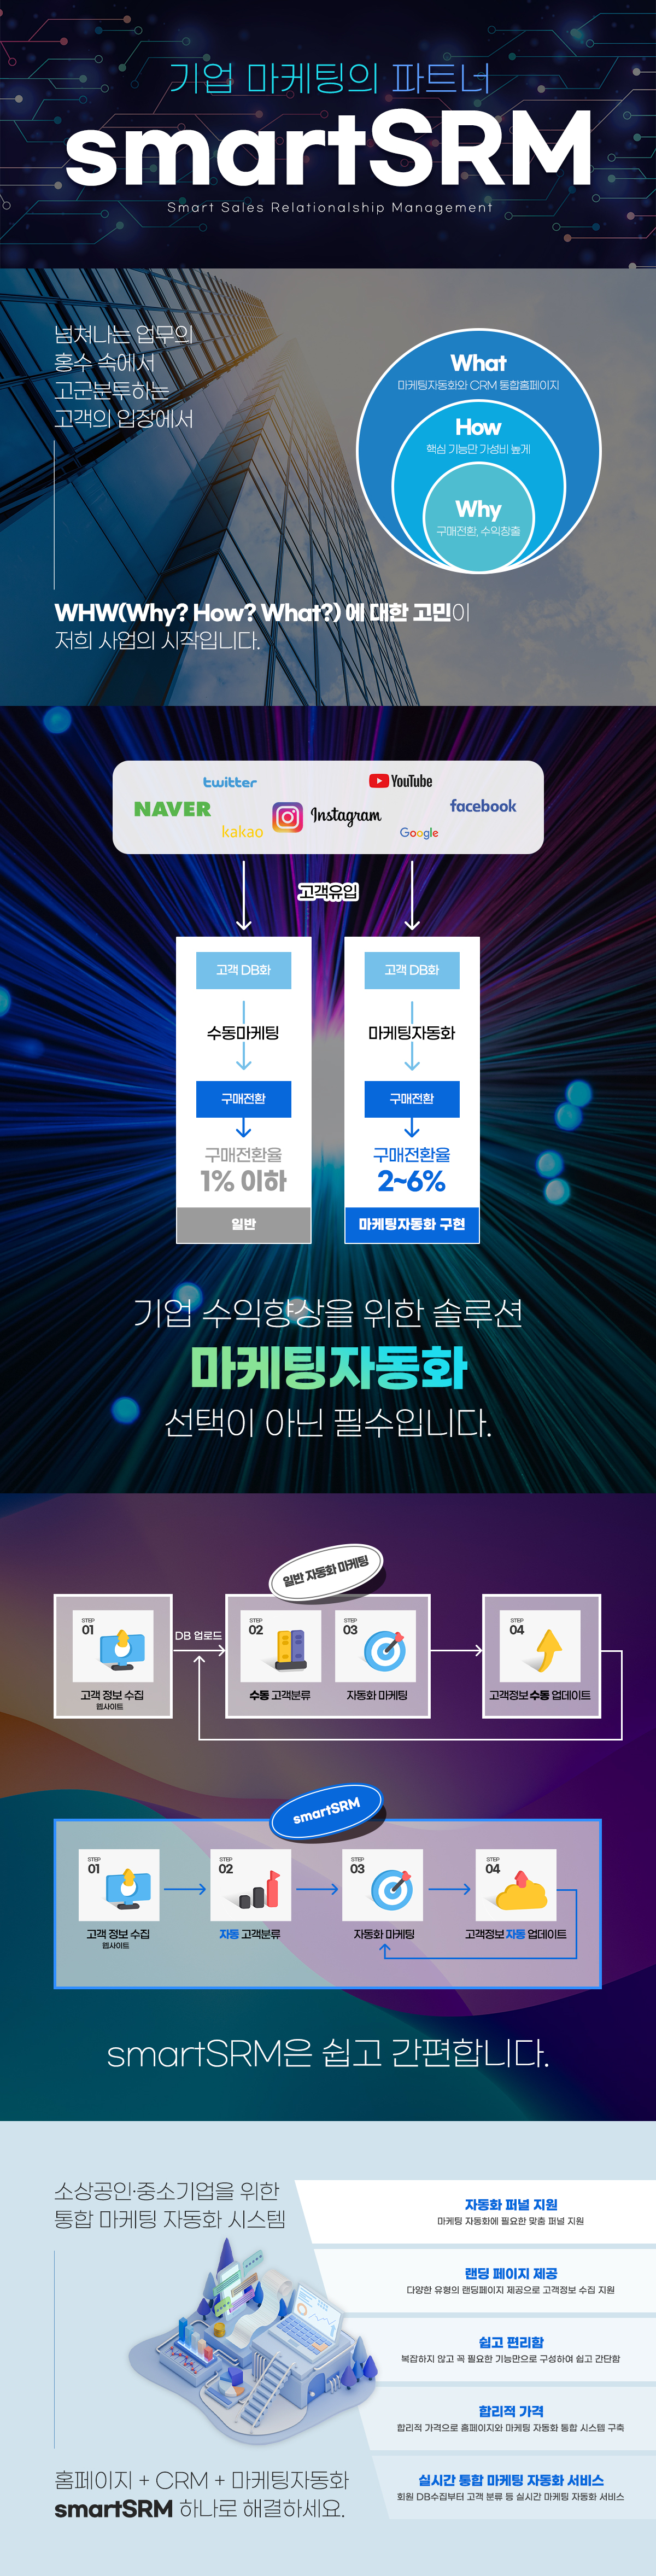 기업 마케팅의 파트너
smartSRM
Smart Sales Relationalship Management
넘쳐나는 업무의
홍수 속에서
고군분투하는
고객의 입장에서
What
마케팅자동화와 CRM 통합홈페이지
How
핵심 기능만 가성비 높게
Why
구매전환, 수익창출
WHW(Why? How? What?) 에 대한 고민이
저희 사업의 시작입니다.
twitter
YouTube
NAVER
Instagram
facebook
kakao
Google
고객유입
고객 DB화
수동마케팅
구매전환
구매전환율
1% 이하
일반
고객 DB화
마케팅자동화
구매전환
구매전환율
2~6%
마케팅자동화 구현
기업 수익향상을 위한 솔루션
마케팅자동화
선택이 아닌 필수입니다.
일반 자동화 마케팅
STEP
01
고객 정보 수집
웹사이트
DB 업로드
STEP
02
수동 고객분류
STEP
03
자동화 마케팅
STEP
04
고객정보 수동 업데이트
smartSRM
STEP
01
고객 정보 수집
웹사이트
STEP
02
자동 고객분류
STEP
03
자동화 마케팅
STEP
04
고객정보 자동 업데이트
smartSRM은 쉽고 간편합니다.
소상공인·중소기업을 위한
통합 마케팅 자동화 시스템
자동화 퍼널 지원
마케팅 자동화에 필요한 맞춤 퍼널 지원
랜딩 페이지 제공
다양한 유형의 랜딩페이지 제공으로 고객정보 수집 지원
쉽고 편리함
복잡하지 않고 꼭 필요한 기능만으로 구성하여 쉽고 간단함
합리적 가격
합리적 가격으로 홈페이지와 마케팅 자동화 통합 시스템 구축
실시간 통합 마케팅 자동화 서비스
회원 DB수집부터 고객 분류 등 실시간 마케팅 자동화 서비스
홈페이지 + CRM + 마케팅자동화
smartSRM 하나로 해결하세요.